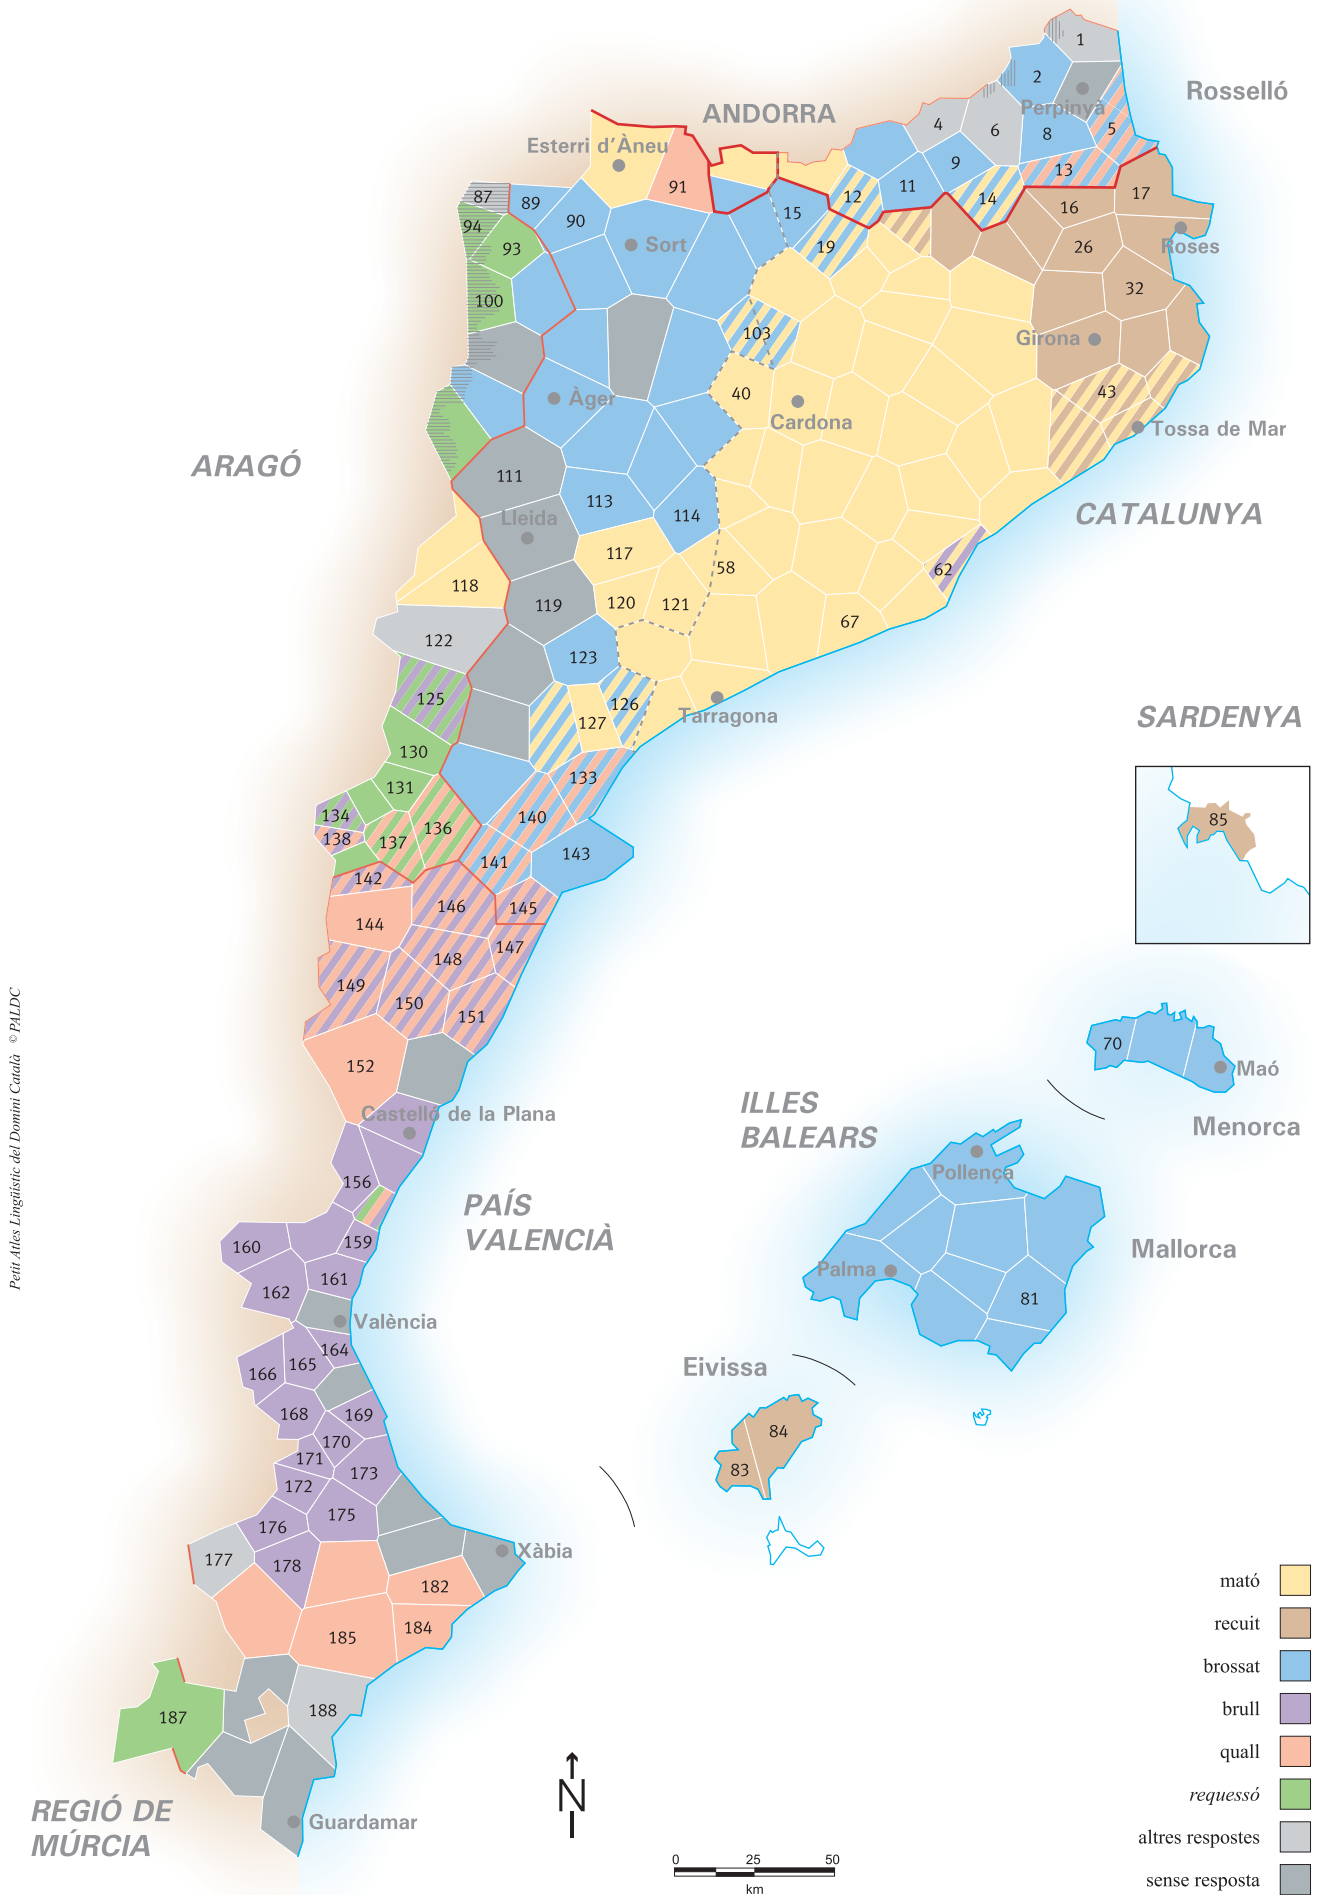 1
2
Rosselló
ANDORRA
Perpinyà
4
6
8
5
Esterri d'Àneu
9
13
91
11
12
14
87
89
15
16
17
90
94
93
Sort
19
26
Roses
100
32
103
Girona
40
43
Àger
Cardona
Tossa de Mar
ARAGÓ
111
113
114
CATALUNYA
Lleida
117
58
62
118
120
121
119
67
122
123
125
126
127
Tarragona
SARDENYA
130
133
131
134
140
85
136
138
137
141
143
142
146
145
144
147
148
149
150
151
Petit Atles Lingüístic del Domini Català © PALDC
152
70
Maó
ILLES
BALEARS
Castelló de la Plana
Menorca
Pollença
156
PAÍS
VALENCIÀ
160
159
Mallorca
161
162
Palma
81
València
164
165
166
Eivissa
168
169
170
84
171
173
83
172
175
176
177
178
Xàbia
182
mató
184
185
recuit
brossat
188
187
brull
quall
requessó
REGIÓ DE
MÚRCIA
N
Guardamar
altres respostes
0 25 50
km
sense resposta